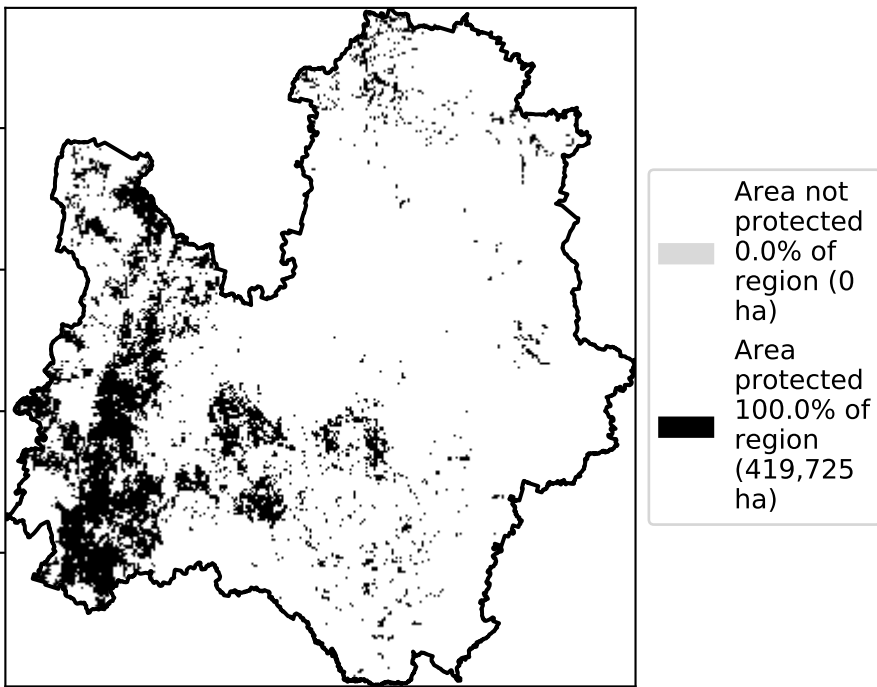 Area not
protected
0.0% of
region (0
ha)
Area
protected
100.0% of
region
(419,725
ha)